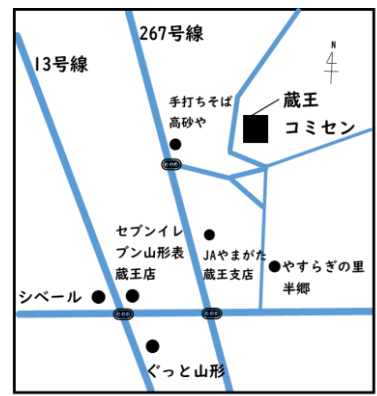 267号線
13号線
N
手打ちそば
高砂や
蔵王
コミセン
セブンイレ
ブン山形表
蔵王店
JAやまがた
蔵王支店
やすらぎの里
半郷
シベール
ぐっと山形